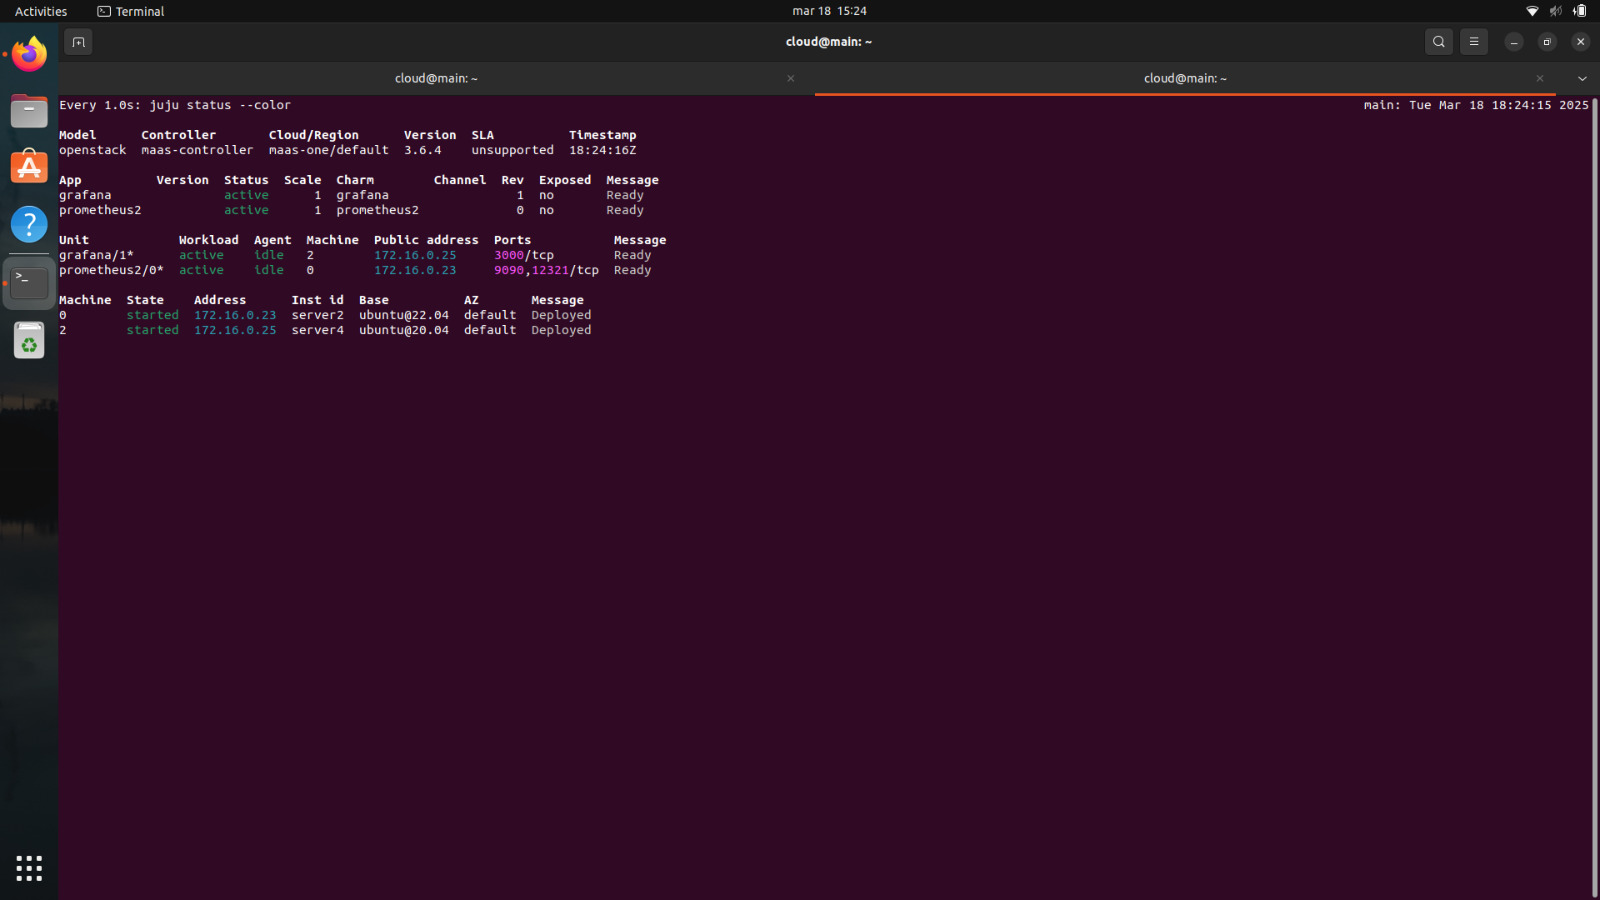 Activities Terminal mar 18 15:24
cloud@main: ~
cloud@main: ~ cloud@main: ~
Every 1.0s: juju status --color main: Tue Mar 18 18:24:15 2025
Model Controller Cloud/Region Version SLA Timestamp
openstack maas-controller maas-one/default 3.6.4 unsupported 18:24:16Z
App Version Status Scale Charm Channel Rev Exposed Message
grafana active 1 grafana 1 no Ready
prometheus2 active 1 prometheus2 0 no Ready
Unit Workload Agent Machine Public address Ports Message
grafana/1* active idle 2 172.16.0.25 3000/tcp Ready
prometheus2/0* active idle 0 172.16.0.23 9090,12321/tcp Ready
Machine State Address Inst id Base AZ Message
0 started 172.16.0.23 server2 ubuntu@22.04 default Deployed
2 started 172.16.0.25 server4 ubuntu@20.04 default Deployed